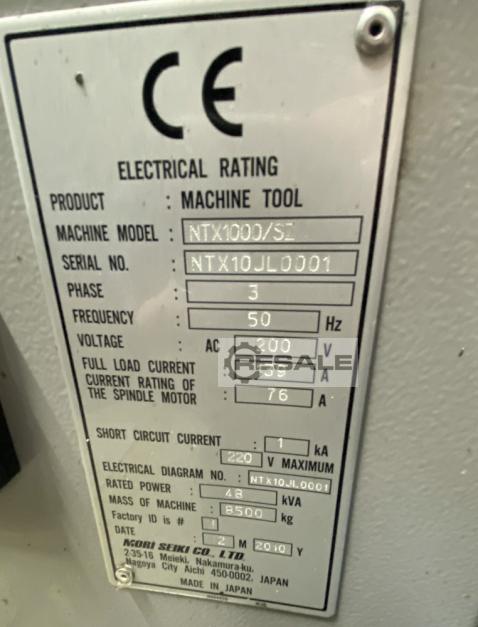 CE
ELECTRICAL RATING
PRODUCT : MACHINE TOOL
MACHINE MODEL : NTX1000/SZ
SERIAL NO. : NTX10JL0001
PHASE : 3
FREQUENCY : 50 Hz
VOLTAGE : AC 200 V
RESALE
FULL LOAD CURRENT : A
CURRENT RATING OF
THE SPINDLE MOTOR : 76 A
SHORT CIRCUIT CURRENT : 1 kA
220 V MAXIMUM
ELECTRICAL DIAGRAM NO. : NTX10JL0001
RATED POWER : 48 kVA
MASS OF MACHINE : 8500 kg
Factory ID is # 1
DATE : 2 M 2010 Y
MORI SEIKI CO., LTD.
2-35-16 Meieki, Nakamura-ku,
Nagoya City Aichi 450-0002, JAPAN
MADE IN JAPAN